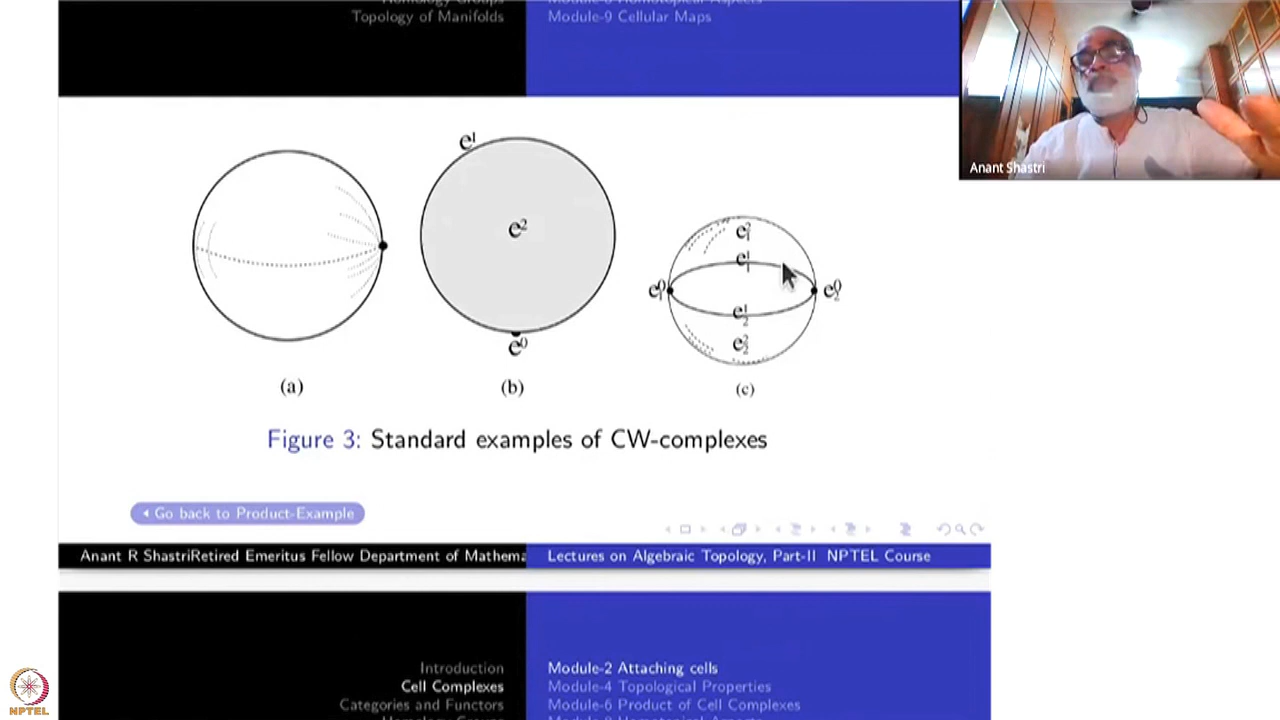 Topology of Manifolds
Module-9 Cellular Maps
Anant Shastri
e¹
e²
e⁰
e²₁
e¹₁
e⁰₁
e⁰₂
e¹₂
e²₂
(a)
(b)
(c)
Figure 3: Standard examples of CW-complexes
Go back to Product-Example
Anant R ShastriRetired Emeritus Fellow Department of Mathema
Lectures on Algebraic Topology, Part-II NPTEL Course
Introduction
Module-2 Attaching cells
Cell Complexes
Module-4 Topological Properties
Categories and Functors
Module-6 Product of Cell Complexes
NPTEL